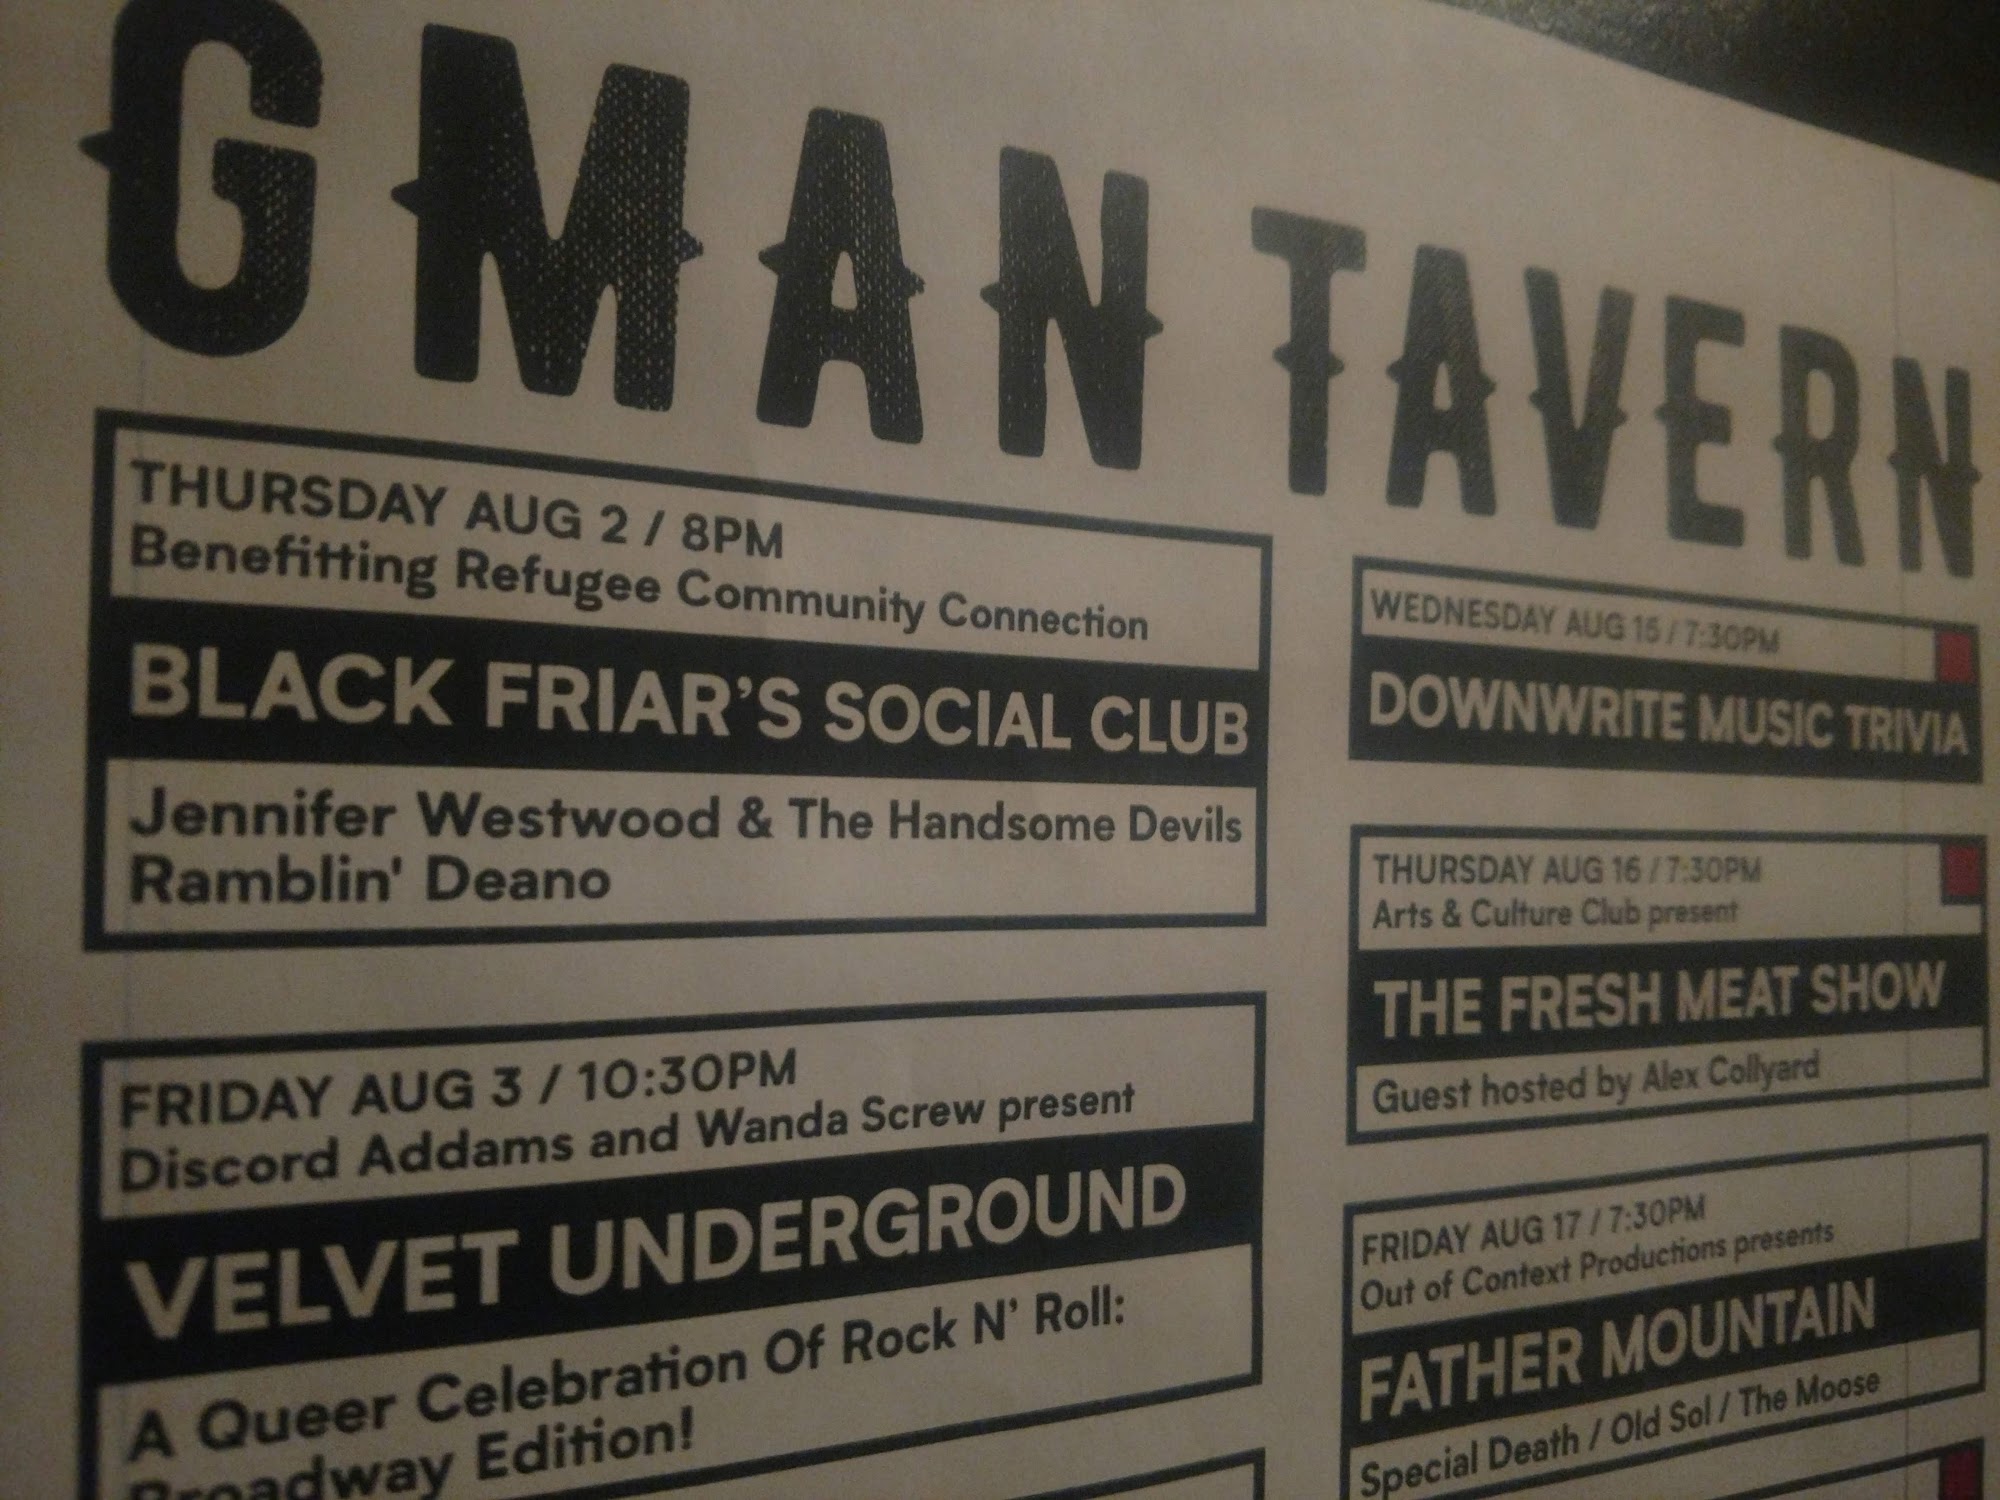 GMAN TAVERN
THURSDAY AUG 2 / 8PM
Benefitting Refugee Community Connection
BLACK FRIAR'S SOCIAL CLUB
Jennifer Westwood & The Handsome Devils
Ramblin' Deano
FRIDAY AUG 3 / 10:30PM
Discord Addams and Wanda Screw present
VELVET UNDERGROUND
A Queer Celebration Of Rock N' Roll:
Broadway Edition!
WEDNESDAY AUG 15 / 7:30PM
DOWNWRITE MUSIC TRIVIA
THURSDAY AUG 16 / 7:30PM
Arts & Culture Club present
THE FRESH MEAT SHOW
Guest hosted by Alex Collyard
FRIDAY AUG 17 / 7:30PM
Out of Context Productions presents
FATHER MOUNTAIN
Special Death / Old Sol / The Moose